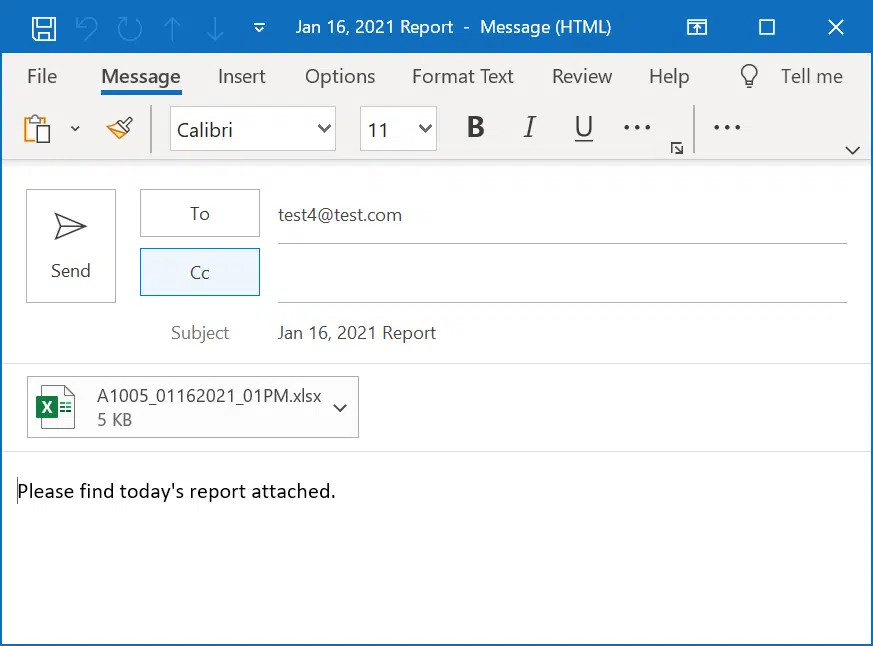 Jan 16, 2021 Report - Message (HTML)
File Message Insert Options Format Text Review Help Tell me
Calibri 11 B I U
To test4@test.com
Send
Cc
Subject Jan 16, 2021 Report
X
A1005_01162021_01PM.xlsx
5 KB
Please find today's report attached.